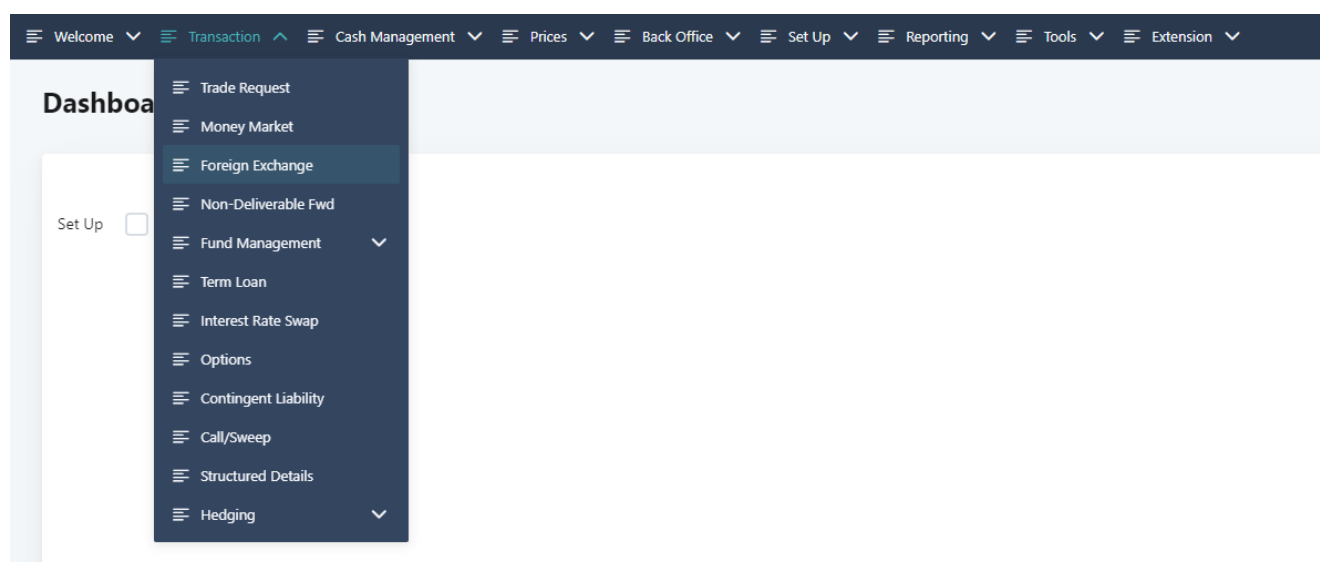 Welcome Transaction Cash Management Prices Back Office Set Up Reporting Tools Extension
Trade Request
Dashboa
Money Market
Foreign Exchange
Non-Deliverable Fwd
Set Up
Fund Management
Term Loan
Interest Rate Swap
Options
Contingent Liability
Call/Sweep
Structured Details
Hedging